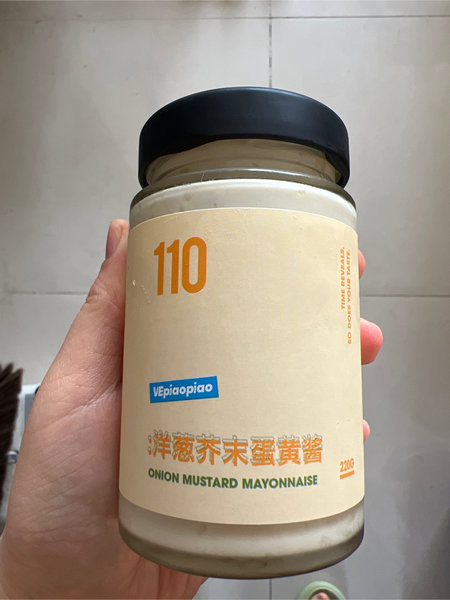 110
TIME REVEALS,
SO DOES YOUR TASTE.
VEpiaopiao
:洋葱芥末蛋黄酱
ONION MUSTARD MAYONNAISE
220G